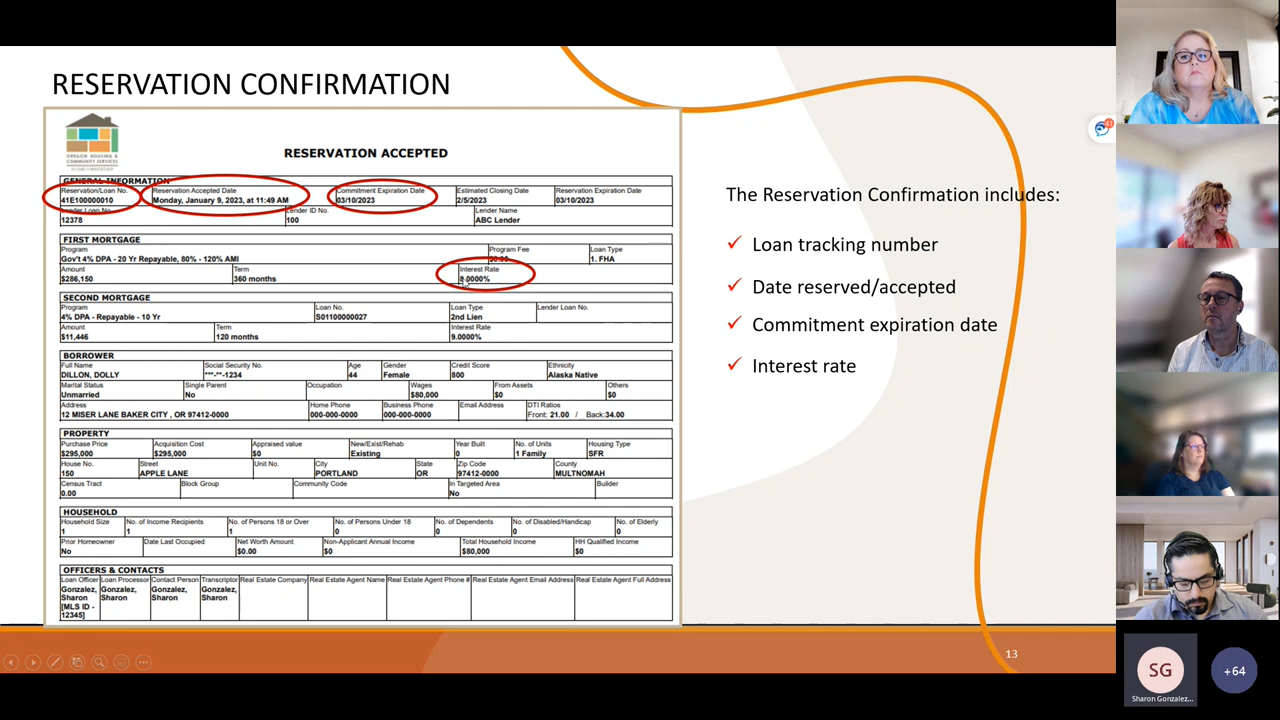 RESERVATION CONFIRMATION
OREGON HOUSING &
COMMUNITY SERVICES
RESERVATION ACCEPTED
GENERAL INFORMATION
Reservation/Loan No. Reservation Accepted Date Commitment Expiration Date Estimated Closing Date Reservation Expiration Date
41E100000010 Monday, January 9, 2023, at 11:49 AM 03/10/2023 2/5/2023 03/10/2023
Lender Loan No. Lender ID No. Lender Name
12378 100 ABC Lender
FIRST MORTGAGE
Program Program Fee Loan Type
Gov't 4% DPA - 20 Yr Repayable, 80% - 120% AMI $0.00 1. FHA
Amount Term Interest Rate
$286,150 360 months 8.0000%
SECOND MORTGAGE
Program Loan No. Loan Type Lender Loan No.
4% DPA - Repayable - 10 Yr S01100000027 2nd Lien
Amount Term Interest Rate
$11,446 120 months 9.0000%
BORROWER
Full Name Social Security No. Age Gender Credit Score Ethnicity
DILLON, DOLLY ***-**-1234 44 Female 800 Alaska Native
Marital Status Single Parent Occupation Wages From Assets Others
Unmarried No $80,000 $0 $0
Address Home Phone Business Phone Email Address DTI Ratios
12 MISER LANE BAKER CITY , OR 97412-0000 000-000-0000 000-000-0000 Front: 21.00 / Back:34.00
PROPERTY
Purchase Price Acquisition Cost Appraised value New/Exist/Rehab Year Built No. of Units Housing Type
$295,000 $295,000 $0 Existing 0 1 Family SFR
House No. Street Unit No. City State Zip Code County
150 APPLE LANE PORTLAND OR 97412-0000 MULTNOMAH
Census Tract Block Group Community Code In Targeted Area Builder
0.00 No
HOUSEHOLD
Household Size No. of Income Recipients No. of Persons 18 or Over No. of Persons Under 18 No. of Dependents No. of Disabled/Handicap No. of Elderly
1 1 1 0 0 0 0
Prior Homeowner Date Last Occupied Net Worth Amount Non-Applicant Annual Income Total Household Income HH Qualified Income
No $0.00 $0 $80,000 $0
OFFICERS & CONTACTS
Loan Officer Loan Processor Contact Person Transcriptor Real Estate Company Real Estate Agent Name Real Estate Agent Phone # Real Estate Agent Email Address Real Estate Agent Full Address
Gonzalez, Gonzalez, Gonzalez, Gonzalez,
Sharon Sharon Sharon Sharon
[MLS ID -
12345]
The Reservation Confirmation includes:
Loan tracking number
Date reserved/accepted
Commitment expiration date
Interest rate
13
SG
Sharon Gonzalez...
+64